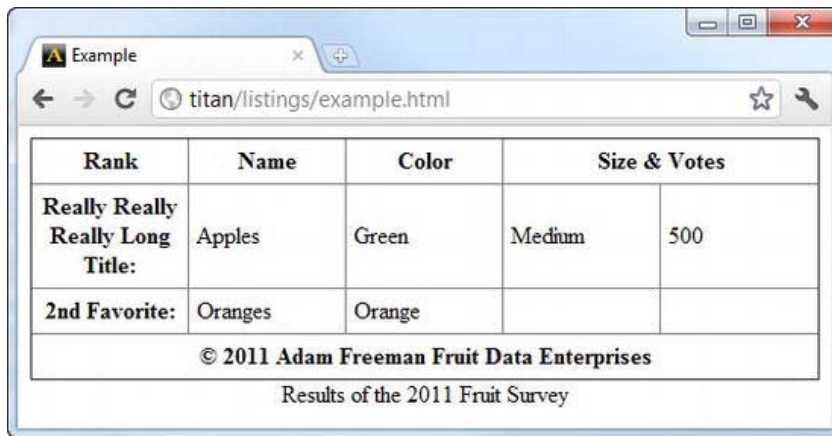 Example
titan/listings/example.html
Rank Name Color Size & Votes
Really Really
Really Long
Title:
Apples Green Medium 500
2nd Favorite: Oranges Orange
© 2011 Adam Freeman Fruit Data Enterprises
Results of the 2011 Fruit Survey